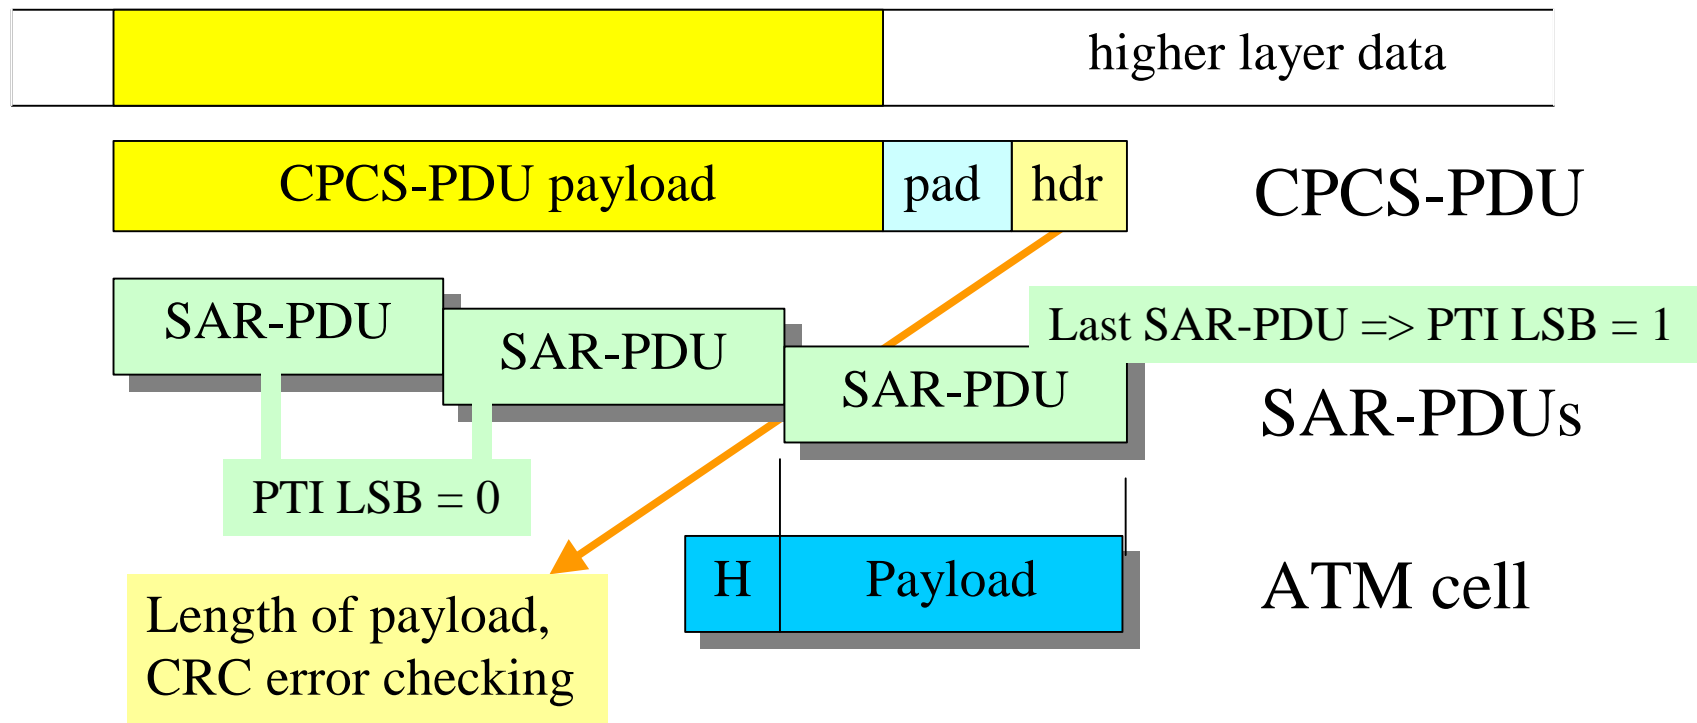 higher layer data
CPCS-PDU payload pad hdr CPCS-PDU
SAR-PDU
SAR-PDU
Last SAR-PDU => PTI LSB = 1
SAR-PDU
SAR-PDUs
PTI LSB = 0
H Payload ATM cell
Length of payload,
CRC error checking